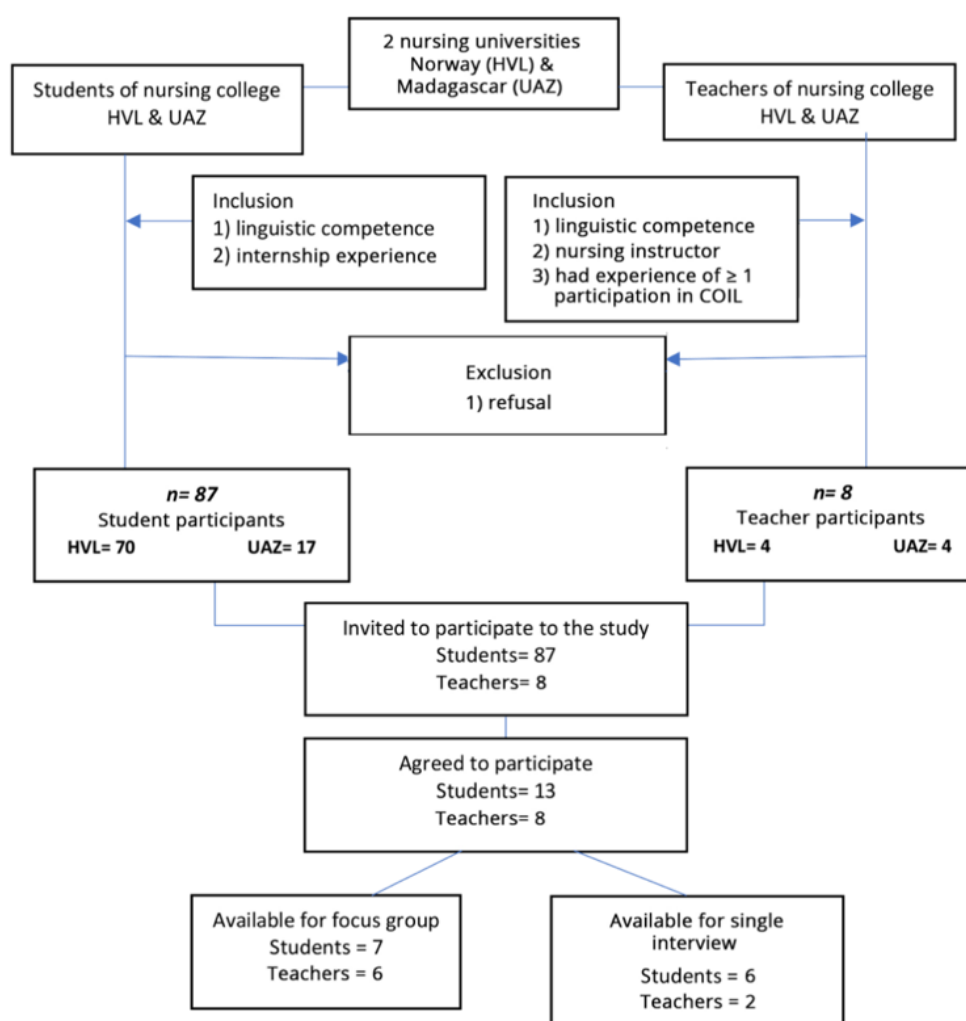 2 nursing universities
Norway (HVL) &
Madagascar (UAZ)
Students of nursing college
HVL & UAZ
Teachers of nursing college
HVL & UAZ
Inclusion
1) linguistic competence
2) internship experience
Inclusion
1) linguistic competence
2) nursing instructor
3) had experience of ≥ 1
participation in COIL
Exclusion
1) refusal
n= 87
Student participants
HVL= 70 UAZ= 17
n= 8
Teacher participants
HVL= 4 UAZ= 4
Invited to participate to the study
Students= 87
Teachers= 8
Agreed to participate
Students= 13
Teachers= 8
Available for focus group
Students = 7
Teachers = 6
Available for single
interview
Students = 6
Teachers = 2